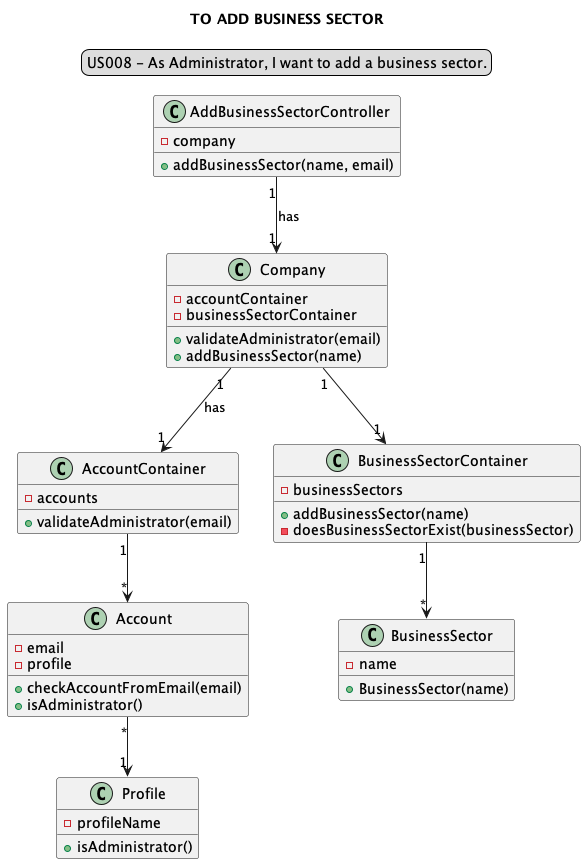 TO ADD BUSINESS SECTOR
US008 – As Administrator, I want to add a business sector.
C AddBusinessSectorController
company
addBusinessSector(name, email)
1
has
1
C Company
accountContainer
businessSectorContainer
validateAdministrator(email)
addBusinessSector(name)
1
1
has
1
1
C AccountContainer
accounts
validateAdministrator(email)
C BusinessSectorContainer
businessSectors
addBusinessSector(name)
doesBusinessSectorExist(businessSector)
1
*
1
*
C Account
email
profile
checkAccountFromEmail(email)
isAdministrator()
C BusinessSector
name
BusinessSector(name)
*
1
C Profile
profileName
isAdministrator()